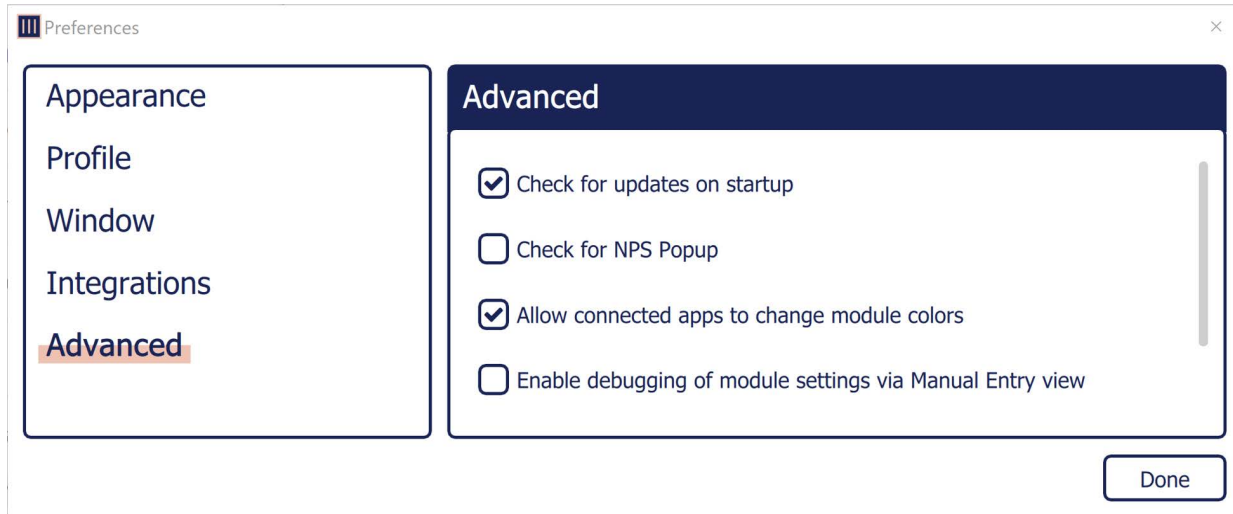 Preferences
Appearance
Profile
Window
Integrations
Advanced
Advanced
Check for updates on startup
Check for NPS Popup
Allow connected apps to change module colors
Enable debugging of module settings via Manual Entry view
Done